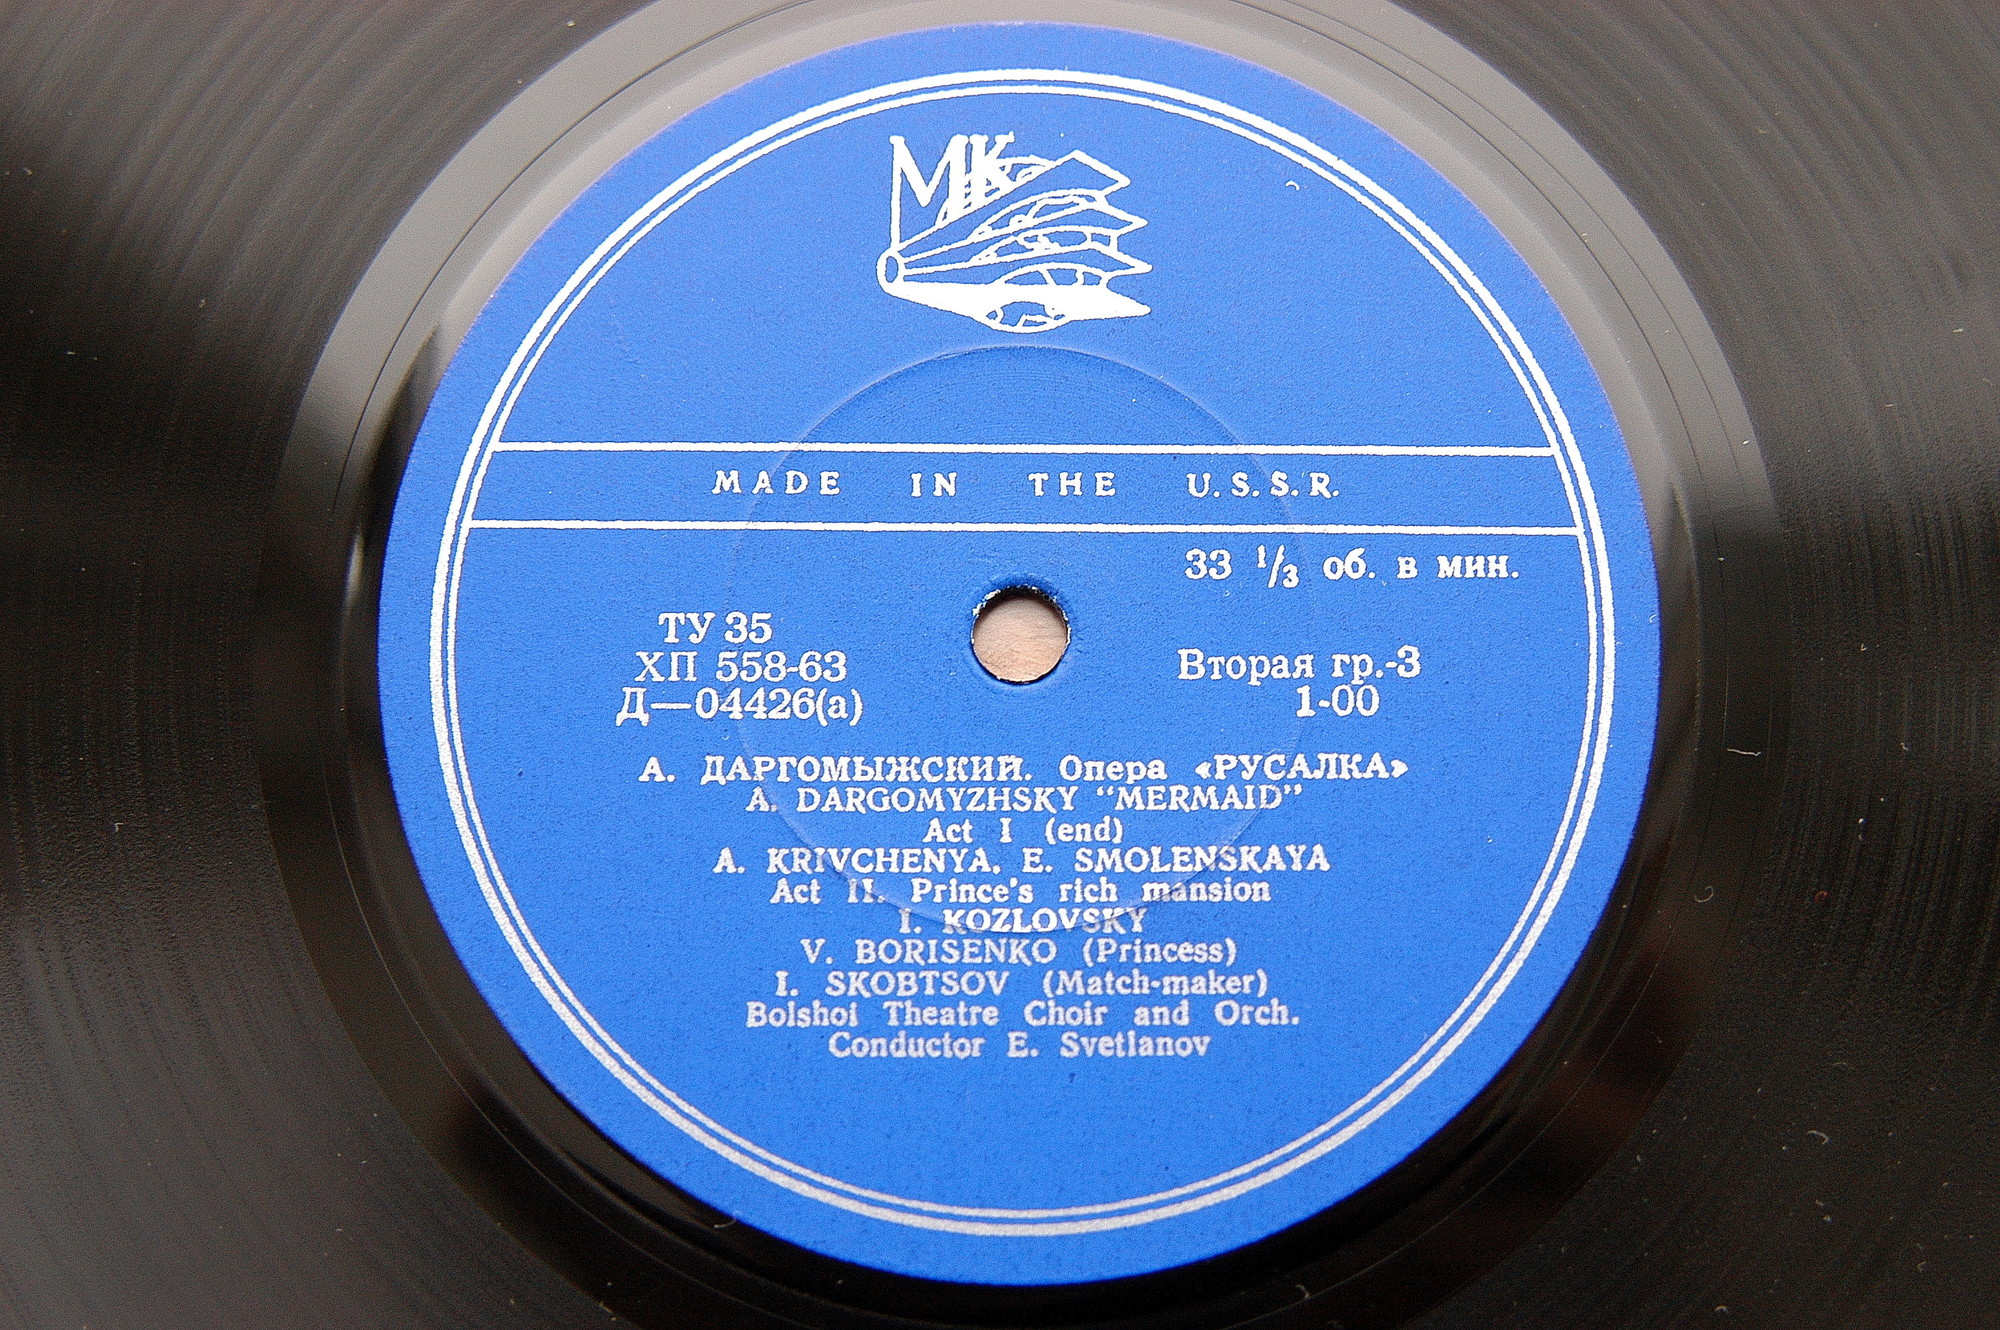 МК
MADE IN THE U.S.S.R.
33 1/3 об. в мин.
ТУ 35
ХП 558-63
Д—04426(а)
Вторая гр.-3
1-00
А. ДАРГОМЫЖСКИЙ. Опера «РУСАЛКА»
A. DARGOMYZHSKY “MERMAID”
Act I (end)
A. KRIVCHENYA, E. SMOLENSKAYA
Act II. Prince's rich mansion
I. KOZLOVSKY
V. BORISENKO (Princess)
I. SKOBTSOV (Match-maker)
Bolshoi Theatre Choir and Orch.
Conductor E. Svetlanov